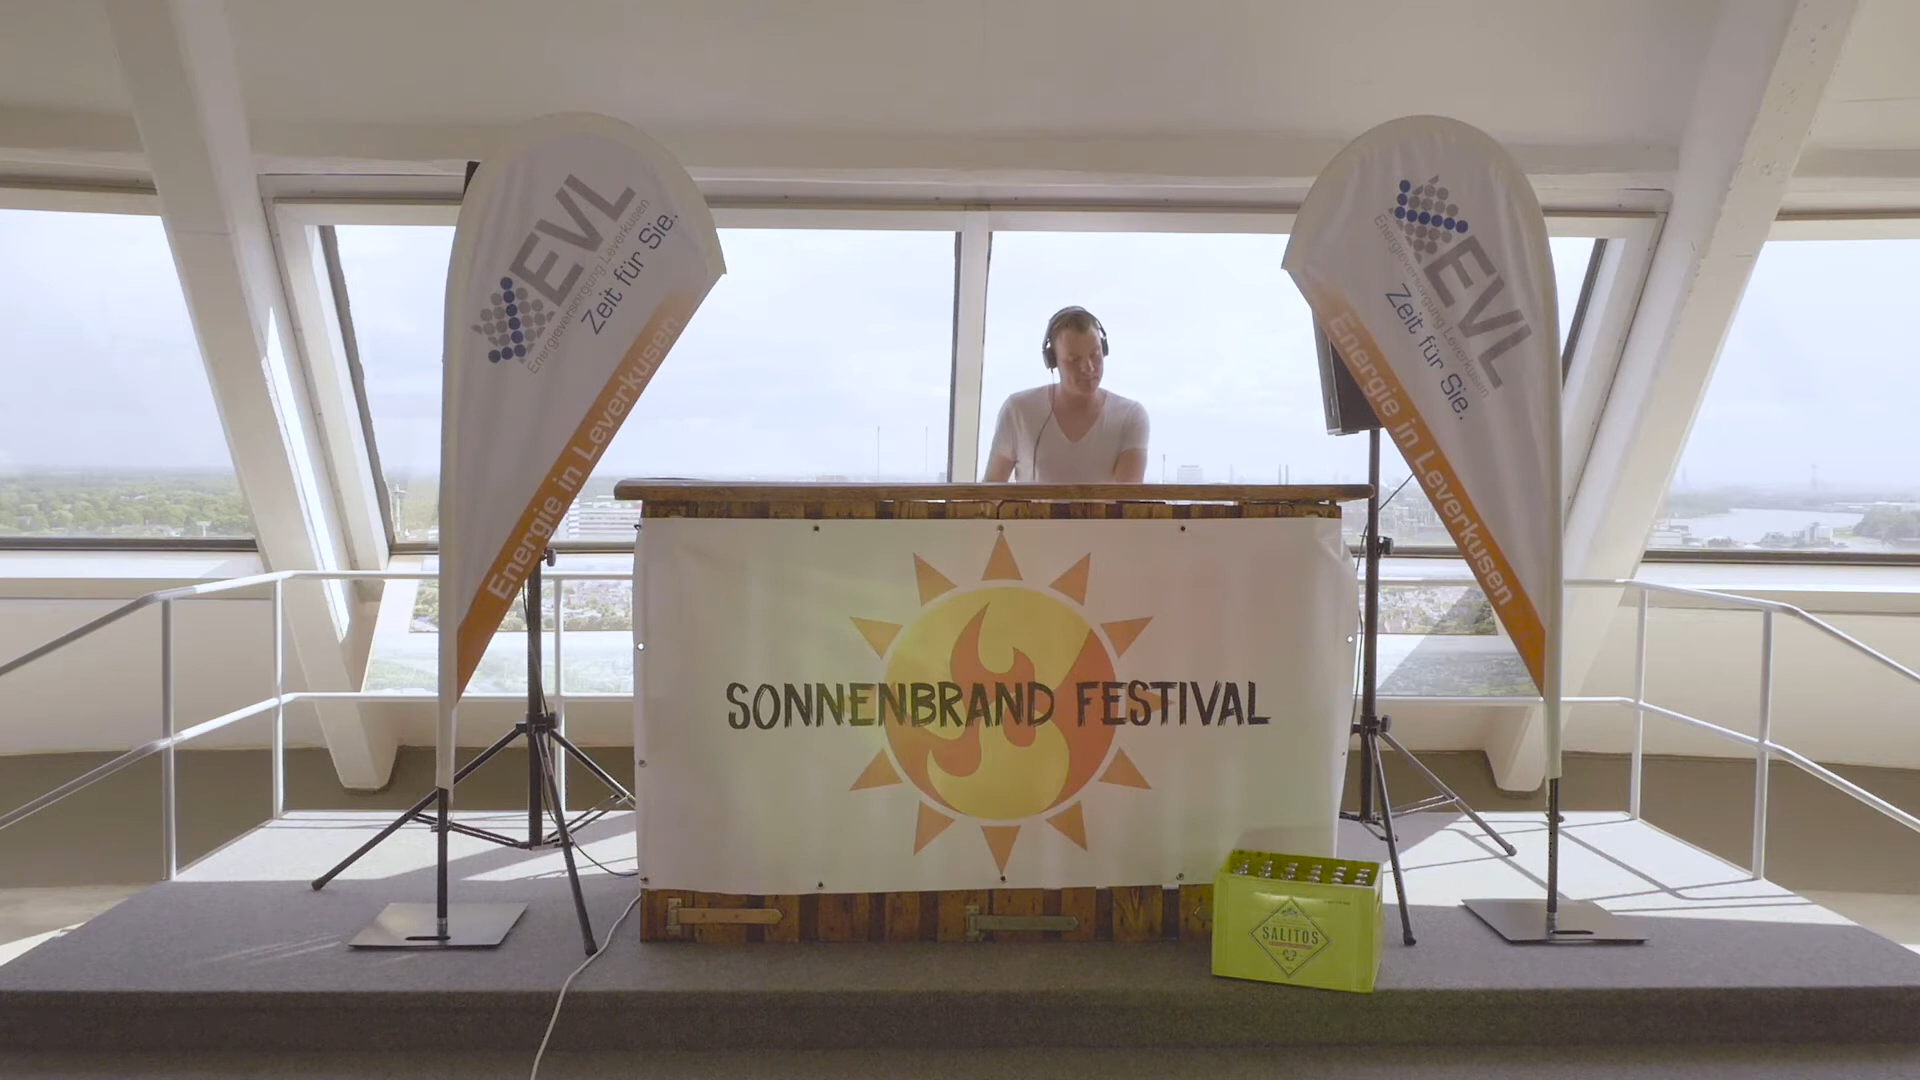 EVL
Energieversorgung Leverkusen
Zeit für Sie.
Energie in Leverkusen
EVL
Energieversorgung Leverkusen
Zeit für Sie.
Energie in Leverkusen
SONNENBRAND FESTIVAL
SALITOS